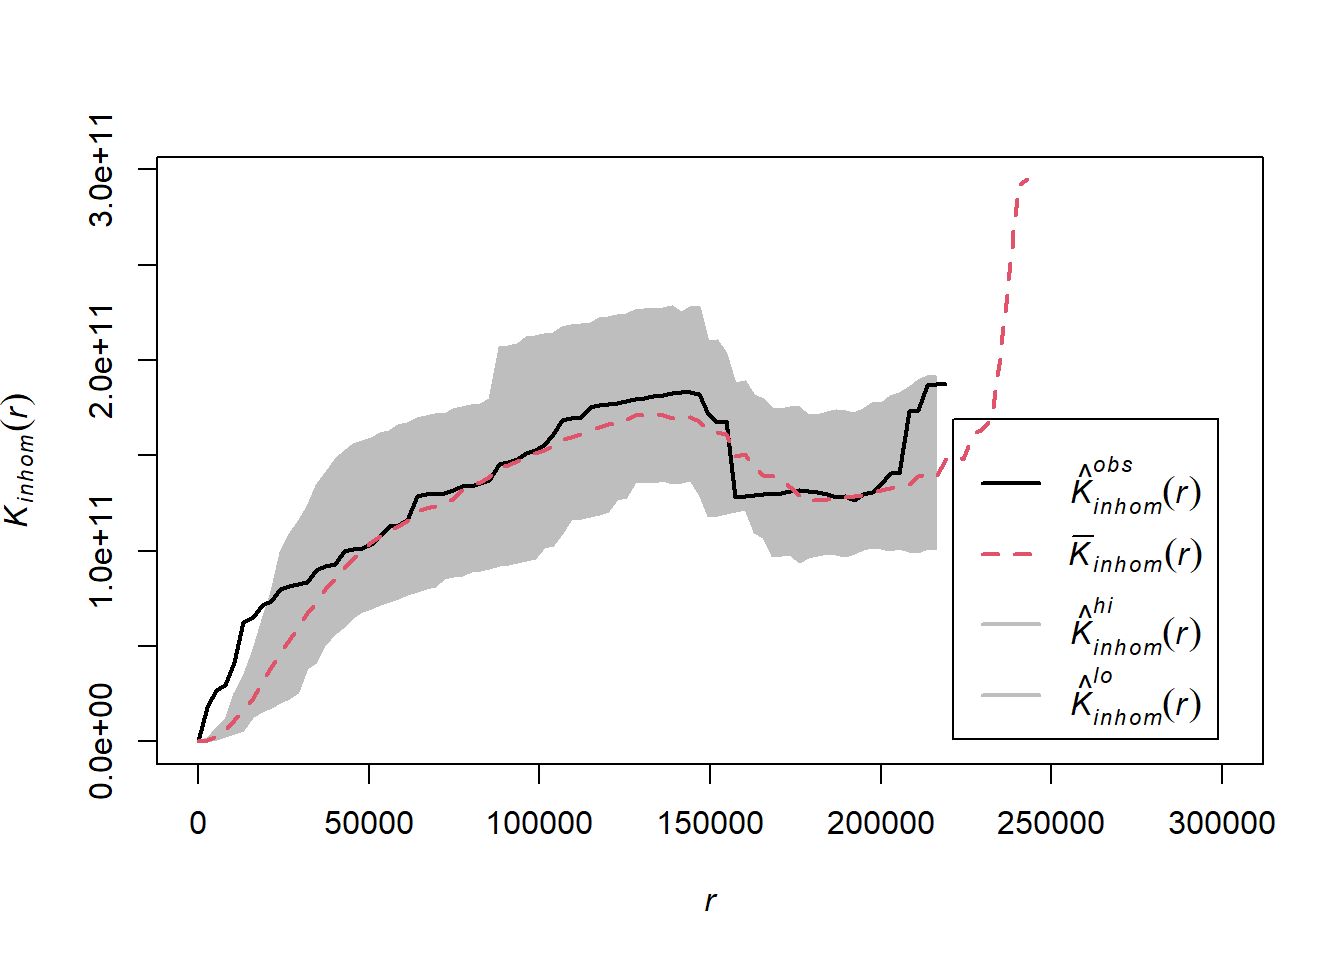 3.0e+11
2.0e+11
1.0e+11
0.0e+00
K_inhom(r)
0 50000 100000 150000 200000 250000 300000
r
K̂^obs_inhom(r)
K̄_inhom(r)
K̂^hi_inhom(r)
K̂^lo_inhom(r)